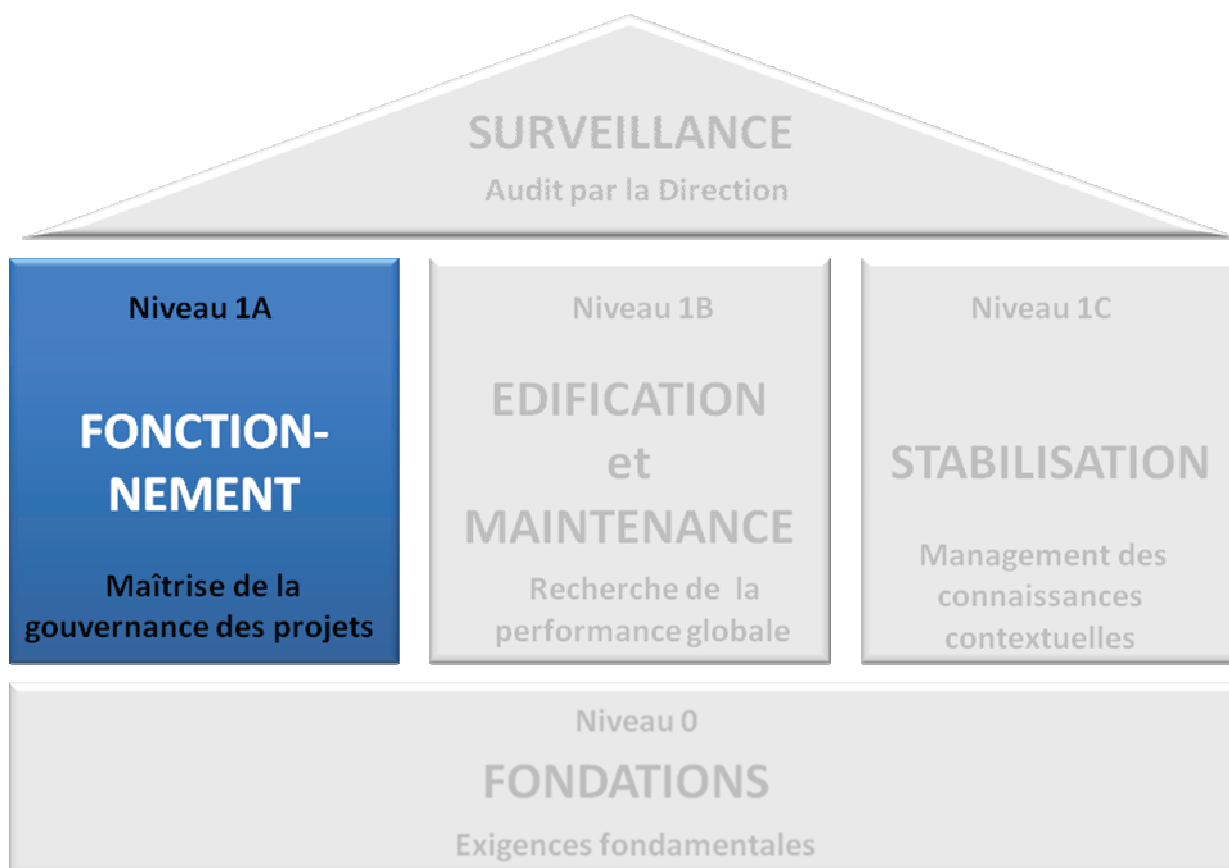 SURVEILLANCE
Audit par la Direction
Niveau 1A
FONCTION-
NEMENT
Maîtrise de la
gouvernance des projets
Niveau 1B
EDIFICATION
et
MAINTENANCE
Recherche de la
performance globale
Niveau 1C
STABILISATION
Management des
connaissances
contextuelles
Niveau 0
FONDATIONS
Exigences fondamentales